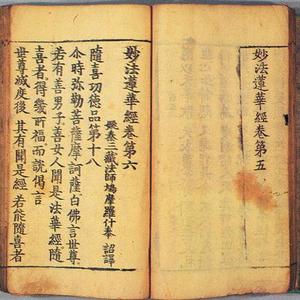 妙法蓮華經卷第五
妙法蓮華經卷第六
後秦三藏法師鳩摩羅什奉 詔譯
隨喜功德品第十八
尒時弥勒菩薩摩訶薩白佛言世尊
若有善男子善女人聞是法華經隨
喜者得幾所福而說偈言
世尊滅度後 其有聞是經 若能隨喜者